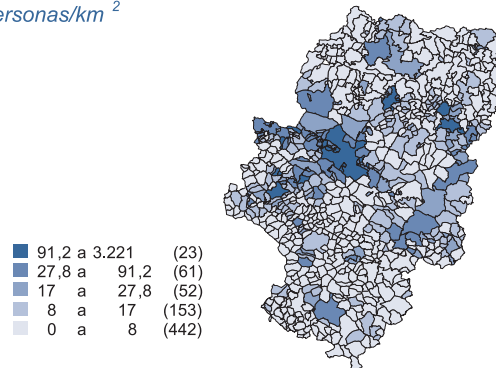 ersonas/km 2
91,2 a 3.221 (23)
27,8 a 91,2 (61)
17 a 27,8 (52)
8 a 17 (153)
0 a 8 (442)